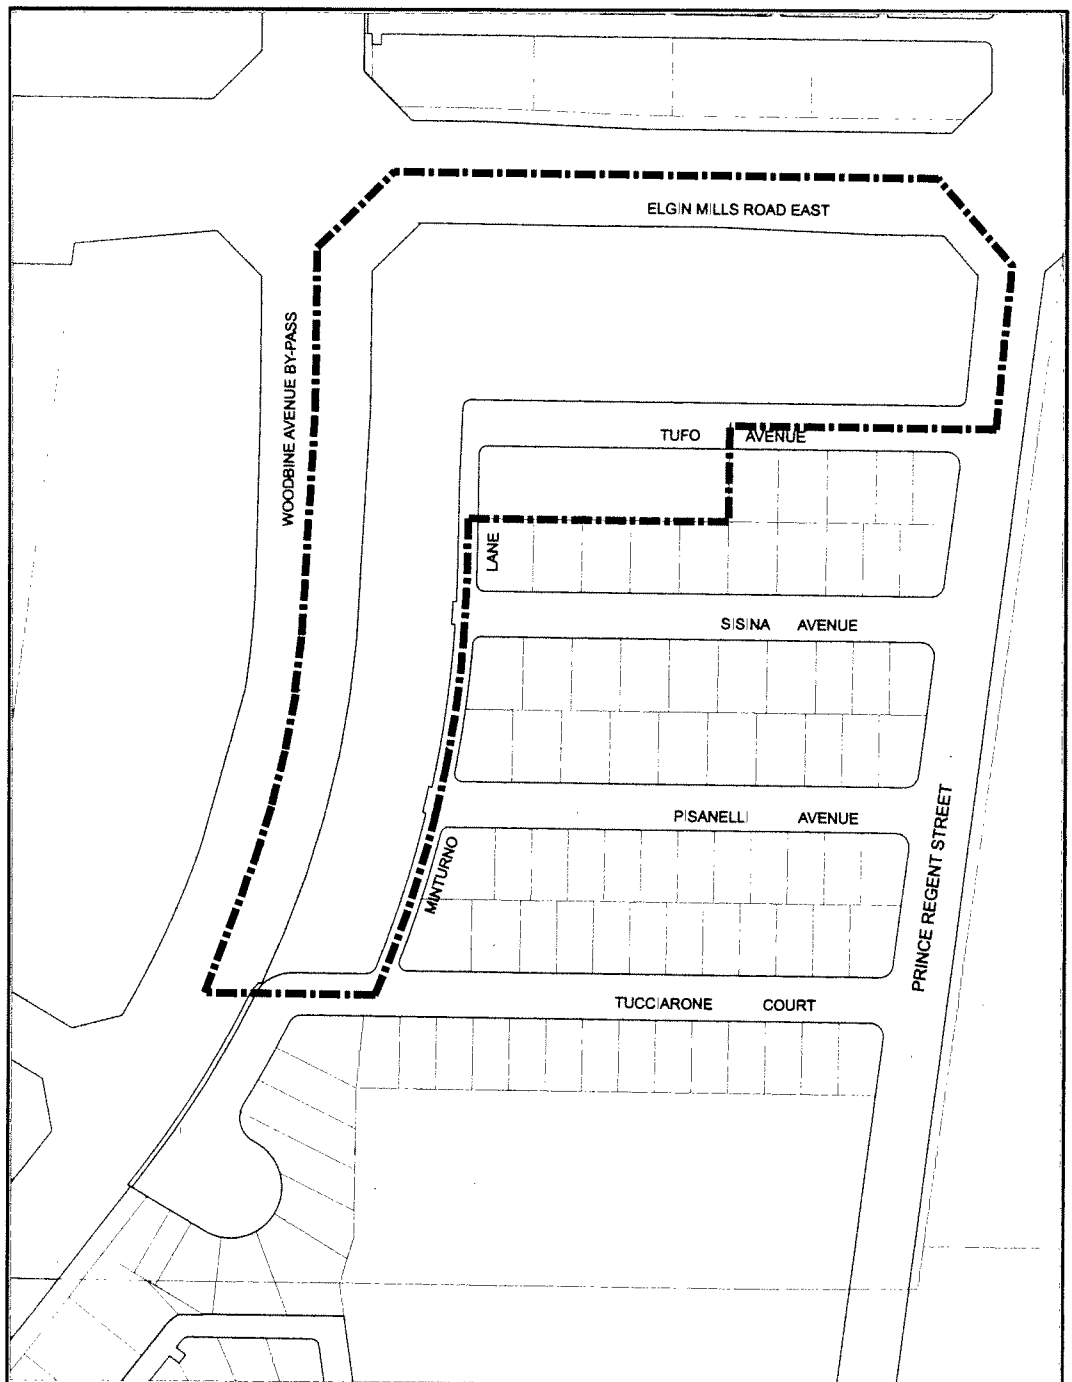 ELGIN MILLS ROAD EAST
WOODBINE AVENUE BY-PASS
TUFO AVENUE
LANE
SISINA AVENUE
PISANELLI AVENUE
MINTURNO
PRINCE REGENT STREET
TUCCIARONE COURT